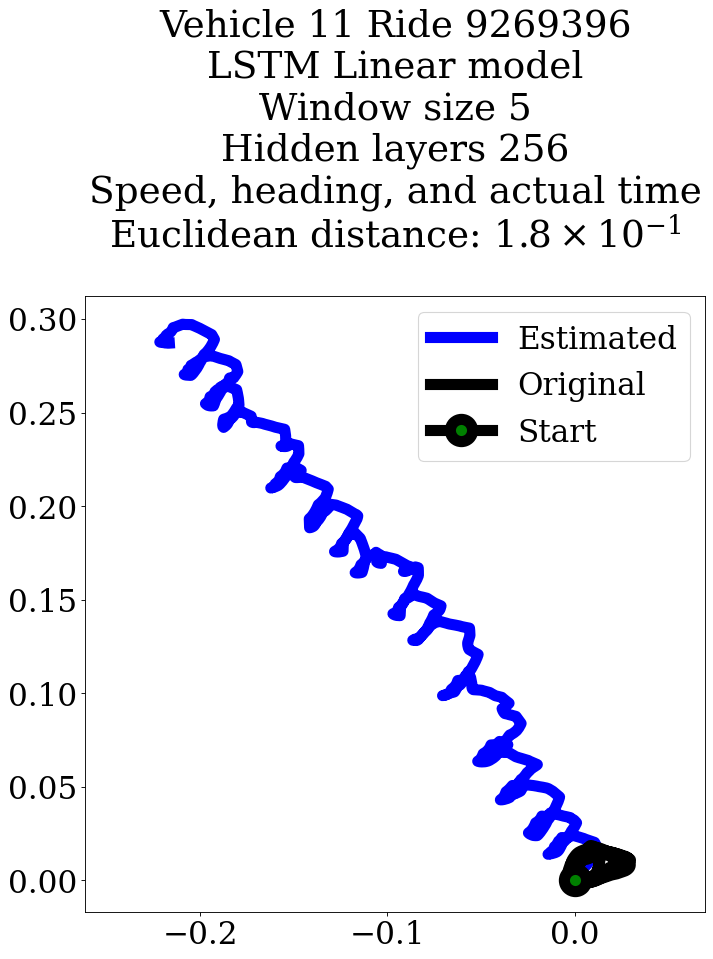 Vehicle 11 Ride 9269396
LSTM Linear model
Window size 5
Hidden layers 256
Speed, heading, and actual time
Euclidean distance: 1.8 × 10⁻¹
Estimated
Original
Start
0.30
0.25
0.20
0.15
0.10
0.05
0.00
−0.2
−0.1
0.0